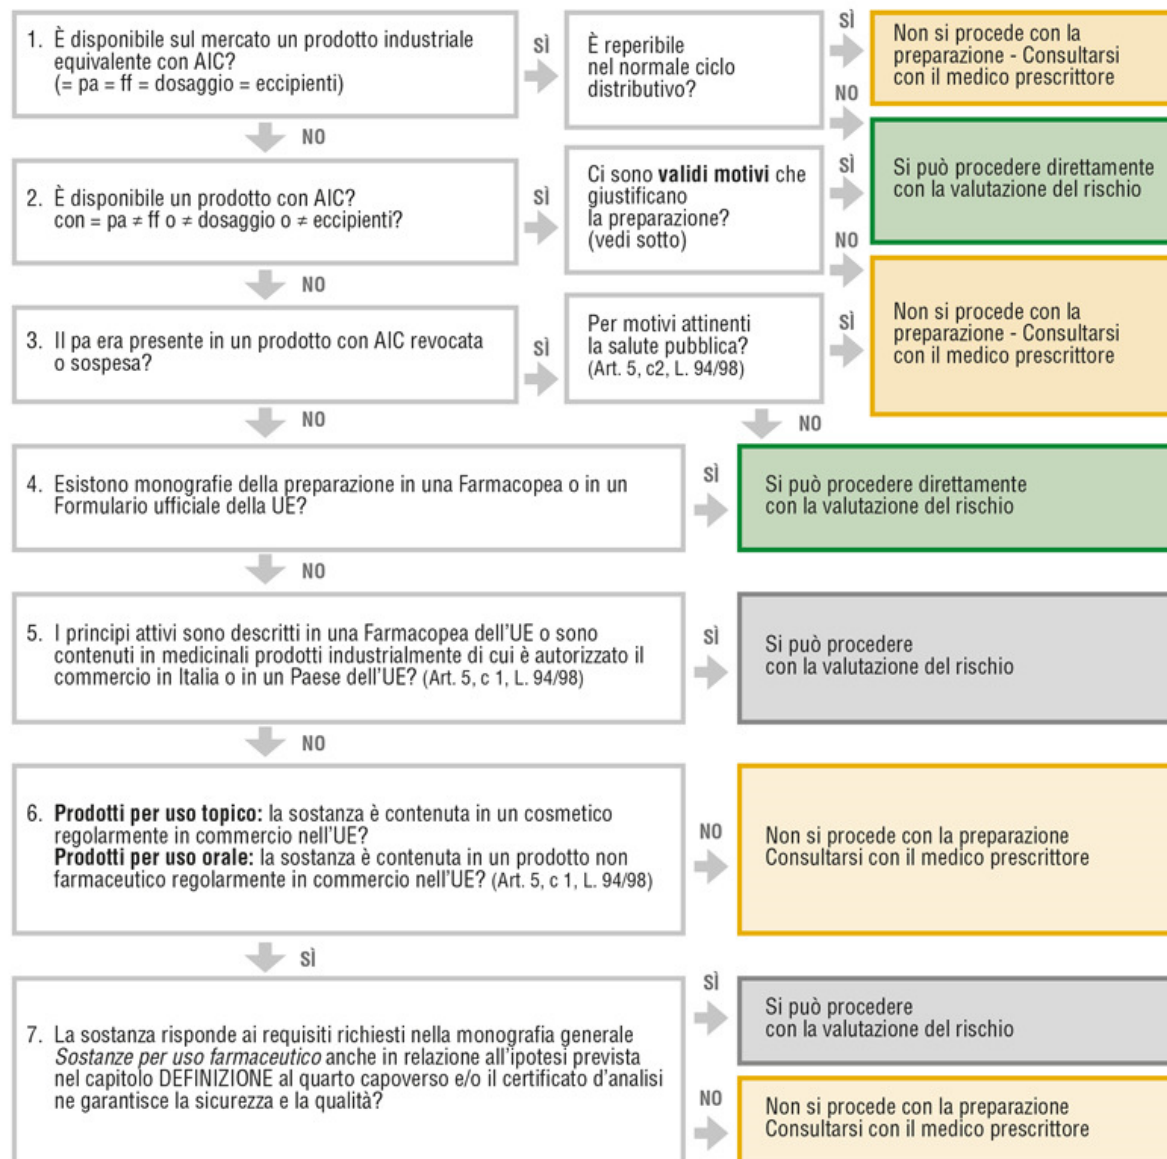 1. È disponibile sul mercato un prodotto industriale
equivalente con AIC?
(= pa = ff = dosaggio = eccipienti)
SÌ
È reperibile
nel normale ciclo
distributivo?
SÌ
Non si procede con la
preparazione - Consultarsi
con il medico prescrittore
NO
NO
Si può procedere direttamente
con la valutazione del rischio
2. È disponibile un prodotto con AIC?
con = pa ≠ ff o ≠ dosaggio o ≠ eccipienti?
SÌ
Ci sono validi motivi che
giustificano
la preparazione?
(vedi sotto)
SÌ
NO
NO
Non si procede con la
preparazione - Consultarsi
con il medico prescrittore
3. Il pa era presente in un prodotto con AIC revocata
o sospesa?
SÌ
Per motivi attinenti
la salute pubblica?
(Art. 5, c2, L. 94/98)
SÌ
NO
NO
4. Esistono monografie della preparazione in una Farmacopea o in un
Formulario ufficiale della UE?
SÌ
Si può procedere direttamente
con la valutazione del rischio
NO
5. I principi attivi sono descritti in una Farmacopea dell'UE o sono
contenuti in medicinali prodotti industrialmente di cui è autorizzato il
commercio in Italia o in un Paese dell'UE? (Art. 5, c 1, L. 94/98)
SÌ
Si può procedere
con la valutazione del rischio
NO
6. Prodotti per uso topico: la sostanza è contenuta in un cosmetico
regolarmente in commercio nell'UE?
Prodotti per uso orale: la sostanza è contenuta in un prodotto non
farmaceutico regolarmente in commercio nell'UE? (Art. 5, c 1, L. 94/98)
NO
Non si procede con la preparazione
Consultarsi con il medico prescrittore
SÌ
7. La sostanza risponde ai requisiti richiesti nella monografia generale
Sostanze per uso farmaceutico anche in relazione all'ipotesi prevista
nel capitolo DEFINIZIONE al quarto capoverso e/o il certificato d'analisi
ne garantisce la sicurezza e la qualità?
SÌ
Si può procedere
con la valutazione del rischio
NO
Non si procede con la preparazione
Consultarsi con il medico prescrittore